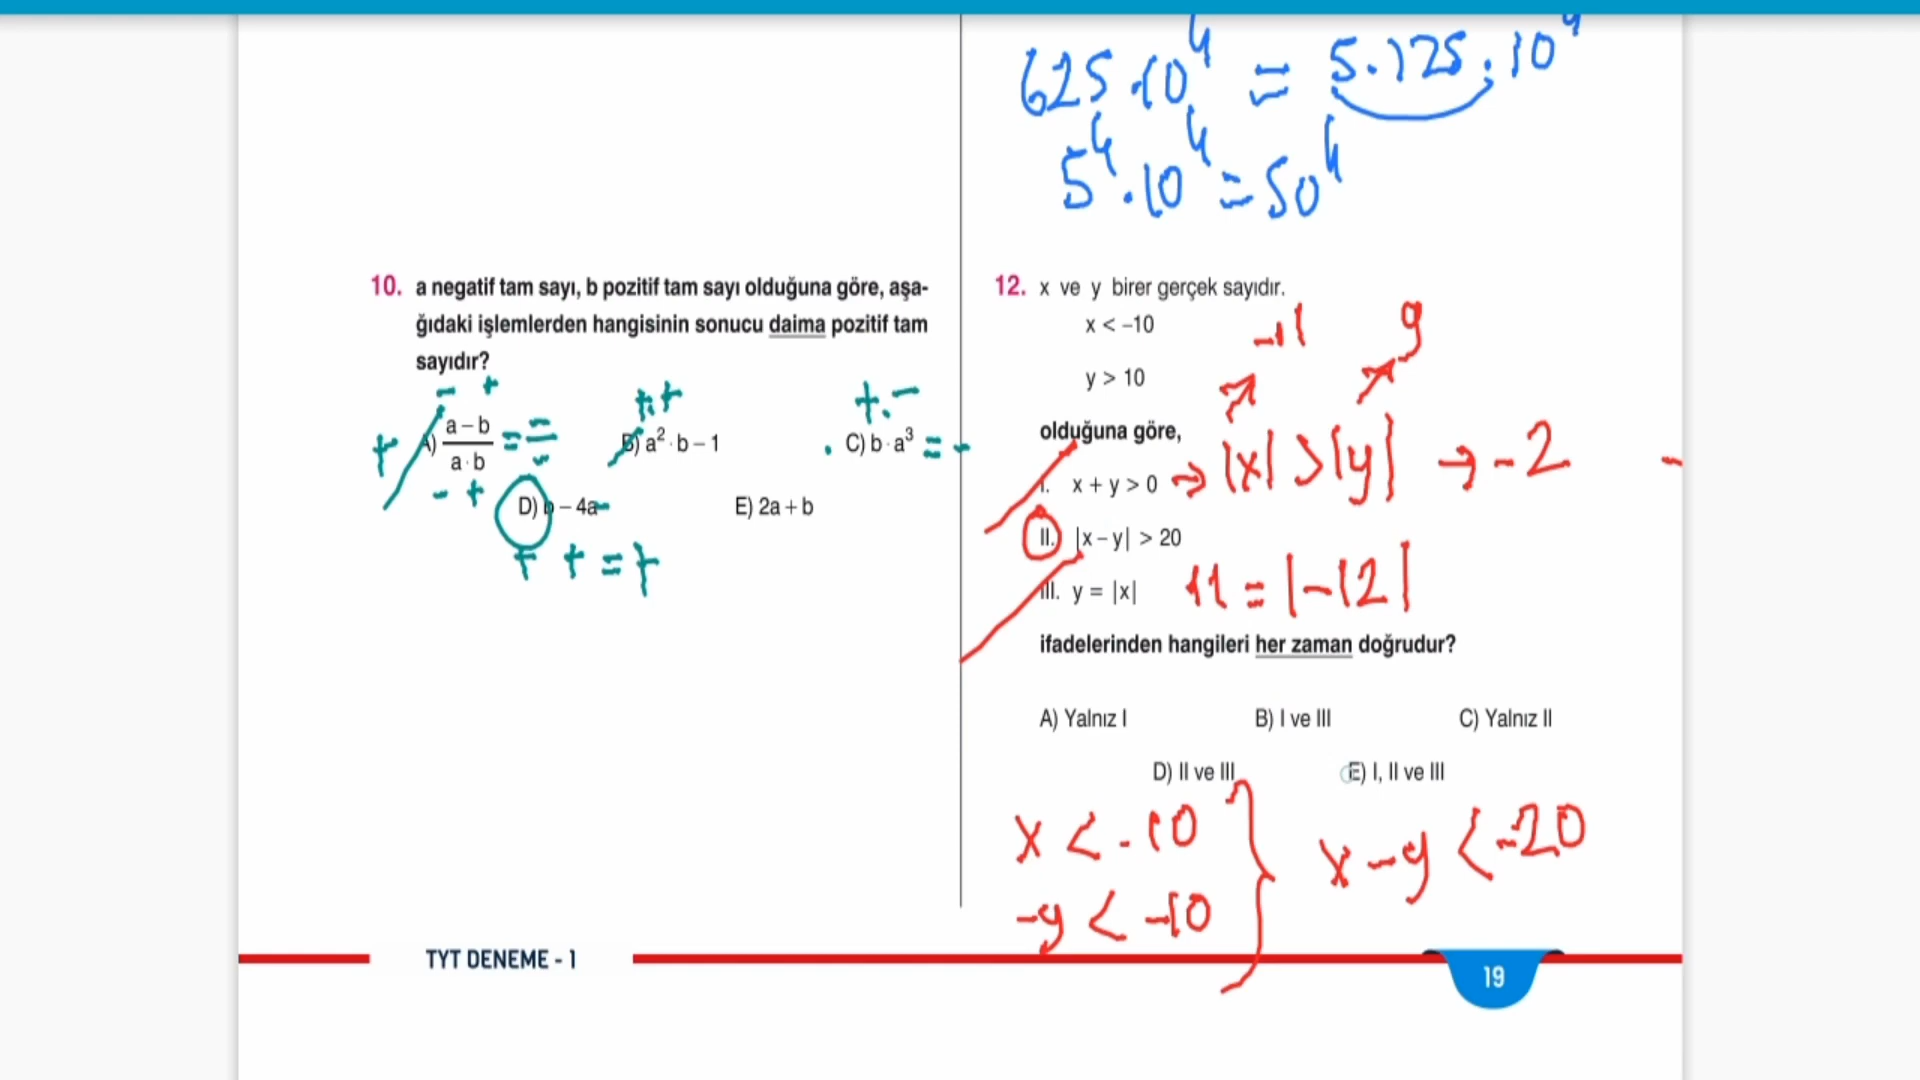 10. a negatif tam sayı, b pozitif tam sayı olduğuna göre, aşa-
ğıdaki işlemlerden hangisinin sonucu daima pozitif tam
sayıdır?
- +
+ A) a – b / a · b = =
- +
+.+
B) a² · b – 1
+.-
. C) b · a³ = -
D) b – 4a-
+ + = +
E) 2a + b
625.10⁴ = 5.125.10⁴
5⁴.10⁴ = 50⁴
12. x ve y birer gerçek sayıdır.
x < –10
y > 10
olduğuna göre,
-11 9
I. x + y > 0 → |x| > |y| → -2
II. |x – y| > 20
III. y = |x| 11 = |-12|
ifadelerinden hangileri her zaman doğrudur?
A) Yalnız I B) I ve III C) Yalnız II
D) II ve III E) I, II ve III
x < -10
-y < -10
x - y < -20
TYT DENEME - 1
19